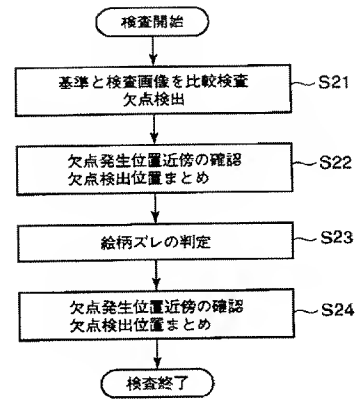 検査開始
基準と検査画像を比較検査
欠点検出
S21
欠点発生位置近傍の確認
欠点検出位置まとめ
S22
絵柄ズレの判定
S23
欠点発生位置近傍の確認
欠点検出位置まとめ
S24
検査終了